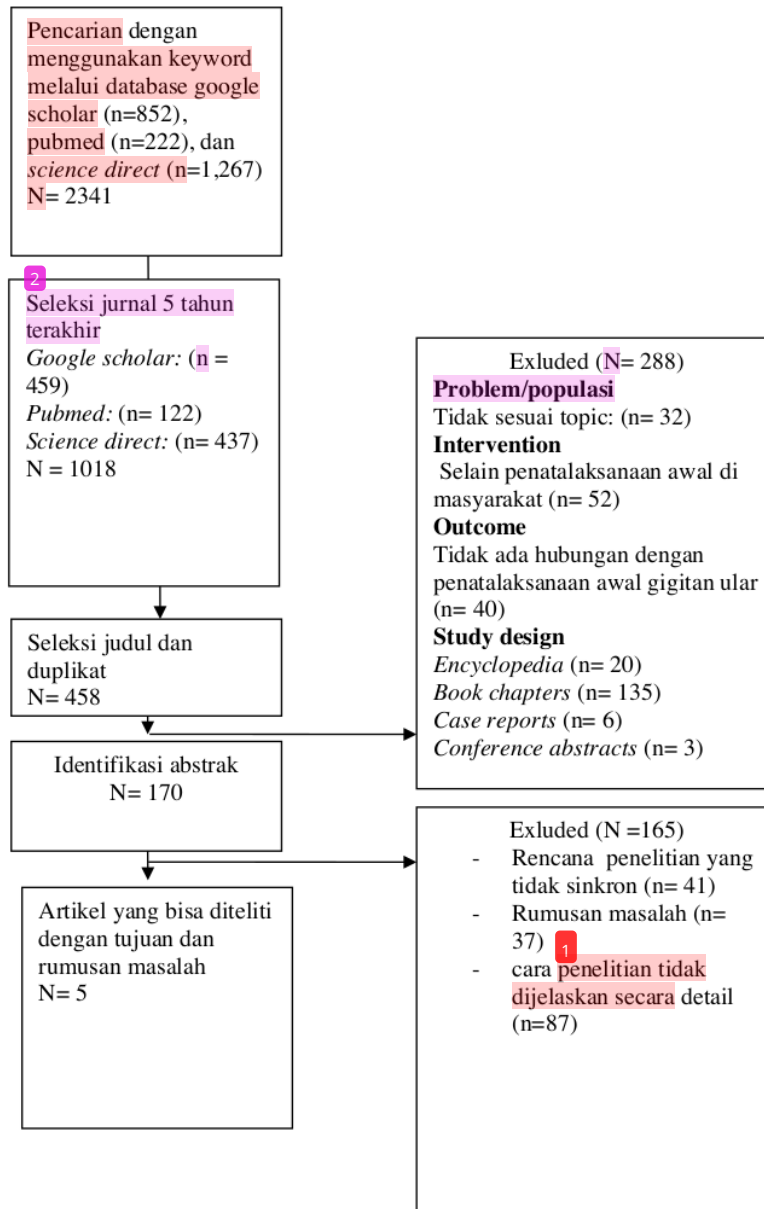 Pencarian dengan
menggunakan keyword
melalui database google
scholar (n=852),
pubmed (n=222), dan
science direct (n=1,267)
N= 2341
2
Seleksi jurnal 5 tahun
terakhir
Google scholar: (n =
459)
Pubmed: (n= 122)
Science direct: (n= 437)
N = 1018
Seleksi judul dan
duplikat
N= 458
Exluded (N= 288)
Problem/populasi
Tidak sesuai topic: (n= 32)
Intervention
Selain penatalaksanaan awal di
masyarakat (n= 52)
Outcome
Tidak ada hubungan dengan
penatalaksanaan awal gigitan ular
(n= 40)
Study design
Encyclopedia (n= 20)
Book chapters (n= 135)
Case reports (n= 6)
Conference abstracts (n= 3)
Identifikasi abstrak
N= 170
Exluded (N =165)
- Rencana penelitian yang
tidak sinkron (n= 41)
- Rumusan masalah (n=
37)
1
- cara penelitian tidak
dijelaskan secara detail
(n=87)
Artikel yang bisa diteliti
dengan tujuan dan
rumusan masalah
N= 5